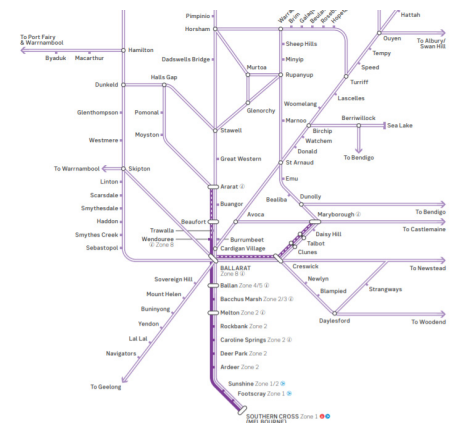 Pimpinio
Horsham
Hattah
Ouyen
To Albury/
Swan Hill
To Port Fairy
& Warrnambool
Hamilton
Byaduk
Macarthur
Sheep Hills
Tempy
Dadswells Bridge
Minyip
Speed
Halls Gap
Murtoa
Rupanyup
Turriff
Dunkeld
Lascelles
Woomelang
Glenthompson
Pomonal
Glenorchy
Marnoo
Berriwillock
Sea Lake
Birchip
Moyston
Stawell
Watchem
Westmere
Donald
To Bendigo
Great Western
St Arnaud
To Warrnambool
Skipton
Emu
Linton
Ararat
Dunolly
Scarsdale
Bealiba
Buangor
To Bendigo
Smythesdale
Avoca
Maryborough
Haddon
Beaufort
To Castlemaine
Trawalla
Daisy Hill
Smythes Creek
Wendouree
Burrumbeet
Talbot
Zone 8
Sebastopol
Cardigan Village
Clunes
BALLARAT
Creswick
To Newstead
Zone 8
Sovereign Hill
Ballan Zone 4/5
Newlyn
Strangways
Mount Helen
Bacchus Marsh Zone 2/3
Blampied
Buninyong
Melton Zone 2
Daylesford
To Woodend
Yendon
Rockbank Zone 2
Lal Lal
Caroline Springs Zone 2
Navigators
Deer Park Zone 2
Ardeer Zone 2
To Geelong
Sunshine Zone 1/2
Footscray Zone 1
SOUTHERN CROSS Zone 1
(MELBOURNE)